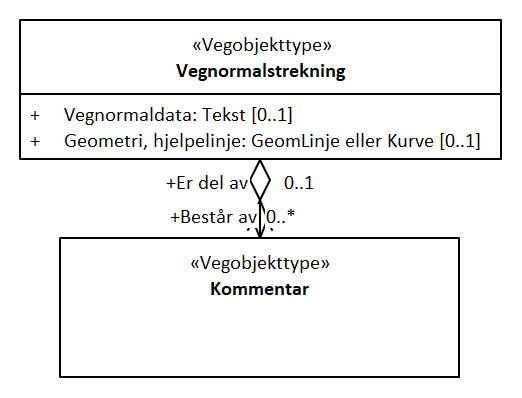 «Vegobjekttype»
Vegnormalstrekning
+ Vegnormaldata: Tekst [0..1]
+ Geometri, hjelpelinje: GeomLinje eller Kurve [0..1]
+Er del av 0..1
+Består av 0..*
«Vegobjekttype»
Kommentar